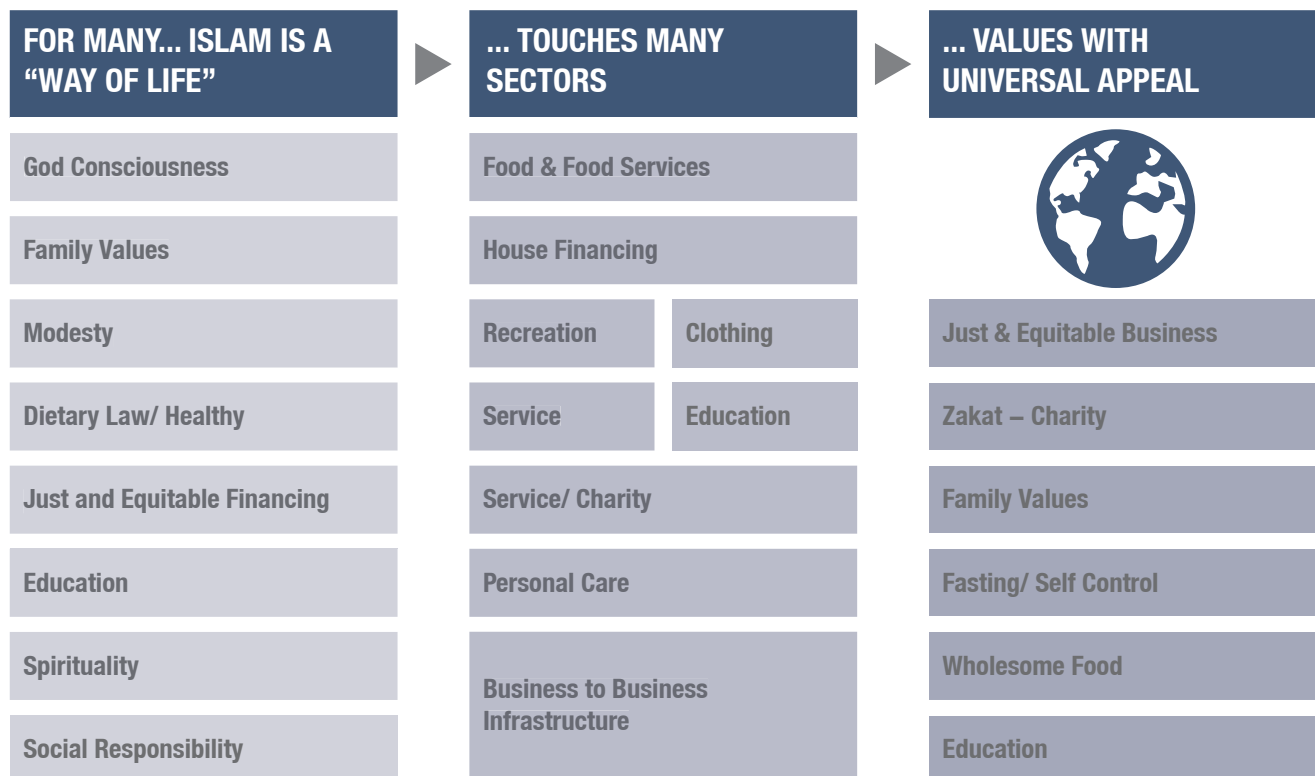 FOR MANY... ISLAM IS A
“WAY OF LIFE”
God Consciousness
Family Values
Modesty
Dietary Law/ Healthy
Just and Equitable Financing
Education
Spirituality
Social Responsibility
... TOUCHES MANY
SECTORS
Food & Food Services
House Financing
Recreation
Clothing
Service
Education
Service/ Charity
Personal Care
Business to Business
Infrastructure
... VALUES WITH
UNIVERSAL APPEAL
Just & Equitable Business
Zakat – Charity
Family Values
Fasting/ Self Control
Wholesome Food
Education